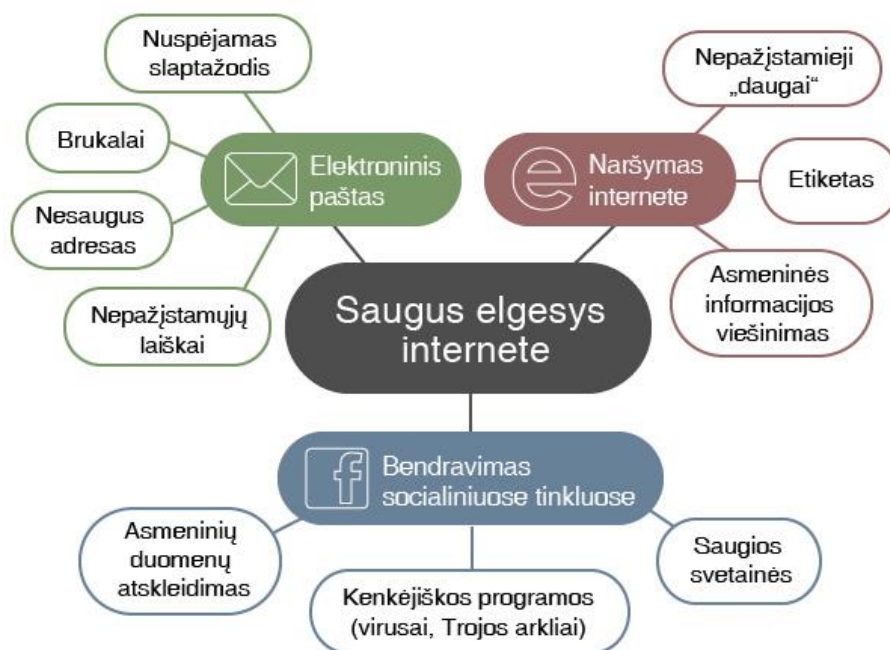 Nuspėjamas
slaptažodis
Brukalai
Nesaugus
adresas
Nepažįstamųjų
laiškai
Elektroninis
paštas
Nepažįstamieji
„daugai“
Etiketas
Asmeninės
informacijos
viešinimas
Naršymas
internete
Saugus elgesys
internete
Bendravimas
socialiniuose tinkluose
Asmeninių
duomenų
atskleidimas
Kenkėjiškos programos
(virusai, Trojos arkliai)
Saugios
svetainės